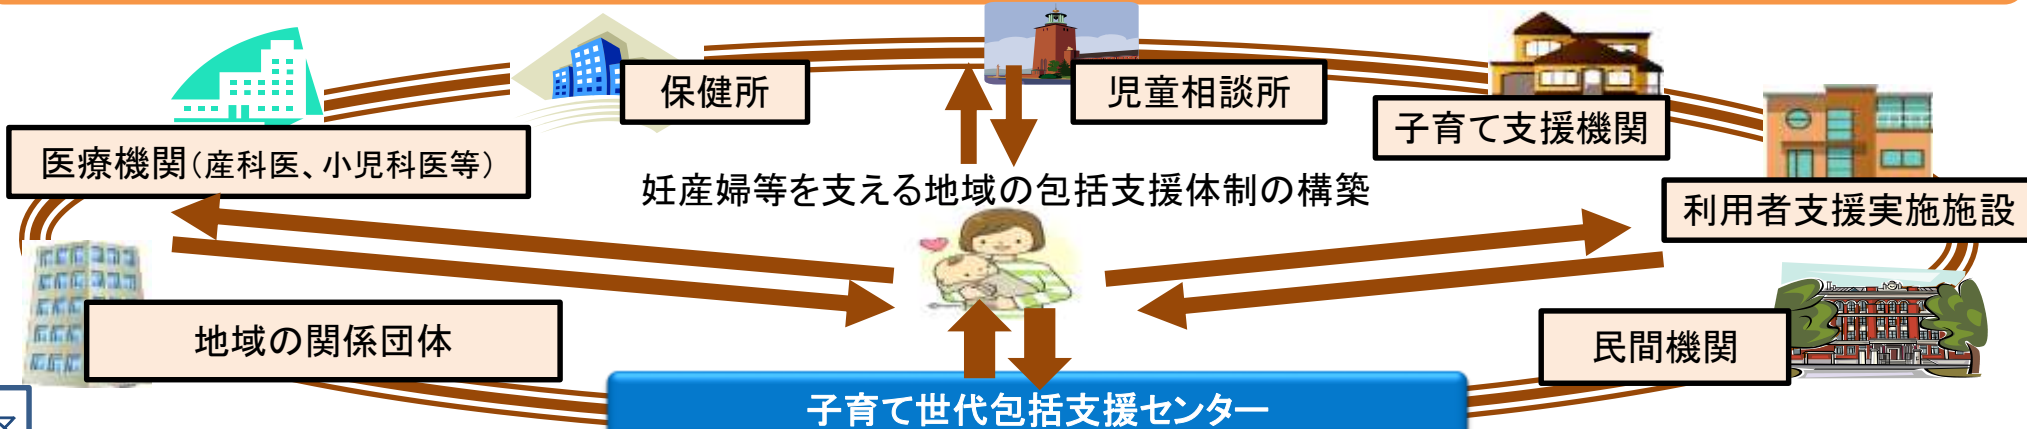 保健所
児童相談所
子育て支援機関
医療機関(産科医、小児科医等)
妊産婦等を支える地域の包括支援体制の構築
利用者支援実施施設
地域の関係団体
民間機関
子育て世代包括支援センター